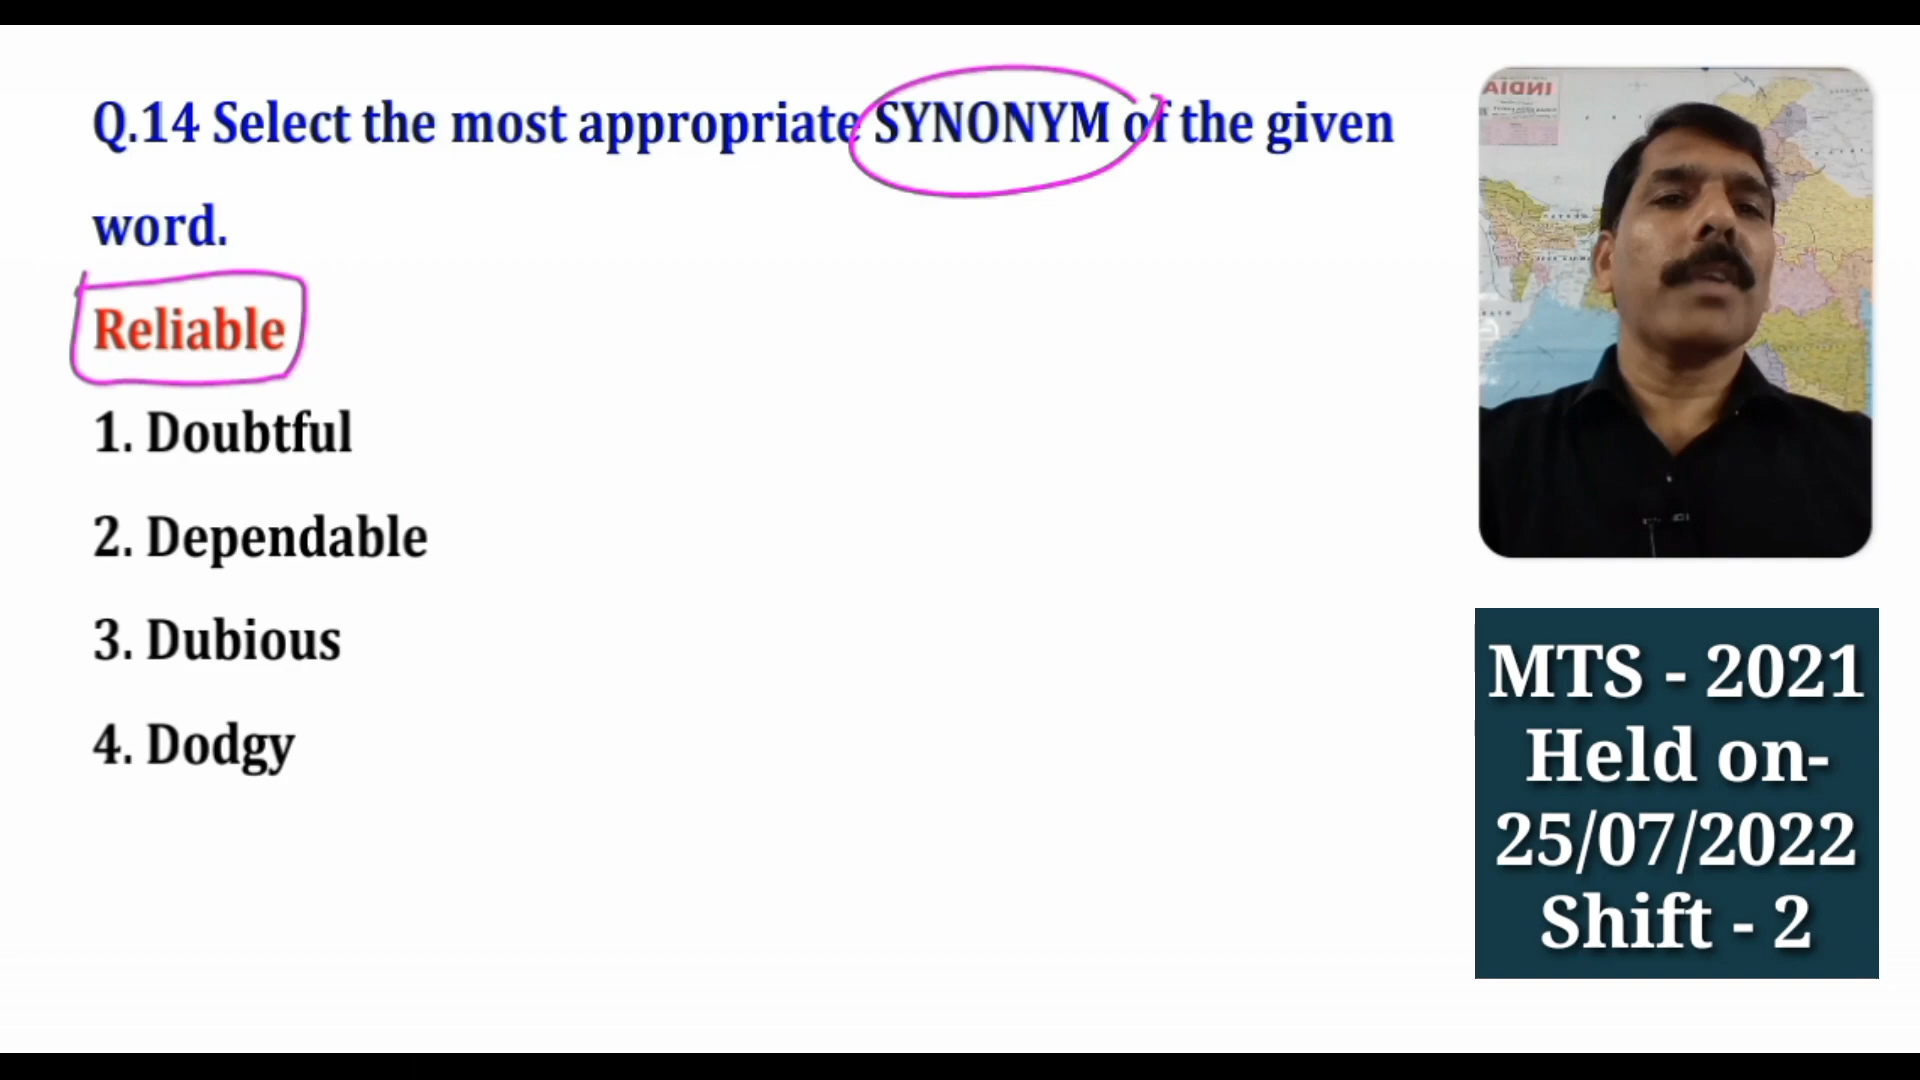 Q.14 Select the most appropriate SYNONYM of the given
word.
Reliable
1. Doubtful
2. Dependable
3. Dubious
4. Dodgy
INDIA
MTS - 2021
Held on-
25/07/2022
Shift - 2